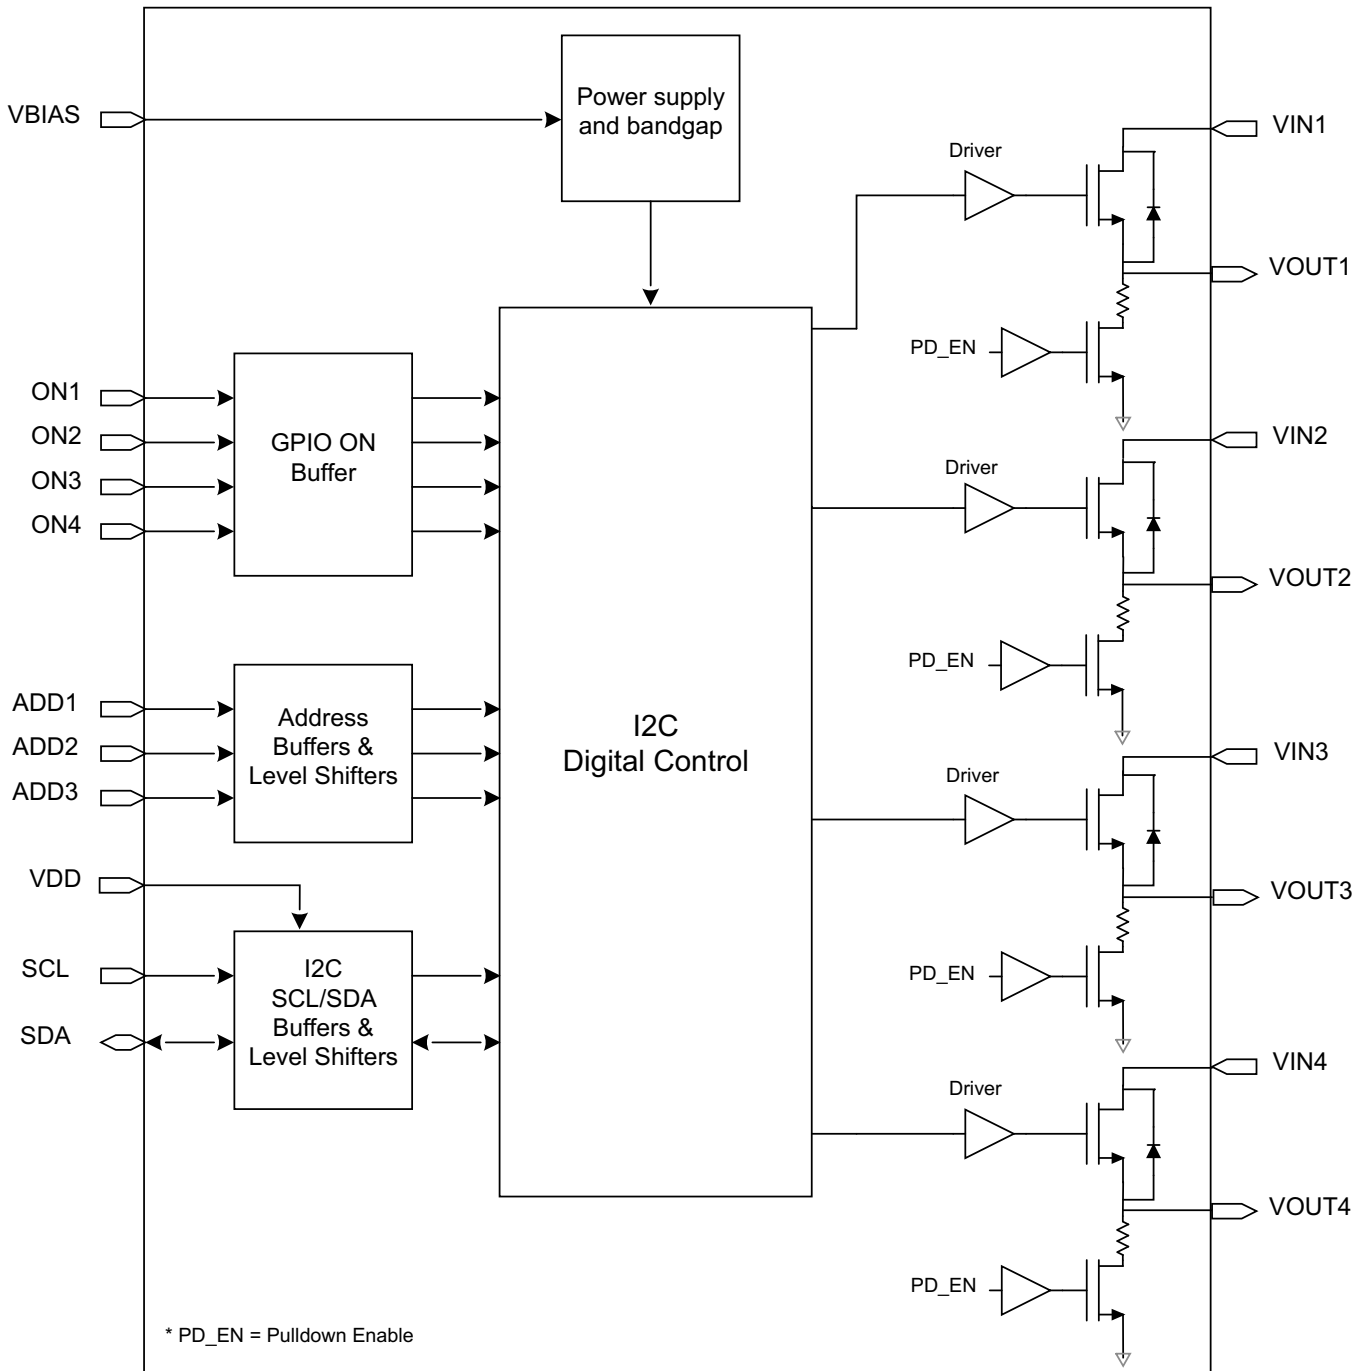 Power supply
and bandgap
VBIAS
VIN1
Driver
VOUT1
PD_EN
ON1
ON2
ON3
ON4
GPIO ON
Buffer
VIN2
Driver
VOUT2
PD_EN
ADD1
ADD2
ADD3
Address
Buffers &
Level Shifters
I2C
Digital Control
VIN3
Driver
VOUT3
PD_EN
VDD
SCL
SDA
I2C
SCL/SDA
Buffers &
Level Shifters
VIN4
Driver
VOUT4
PD_EN
* PD_EN = Pulldown Enable